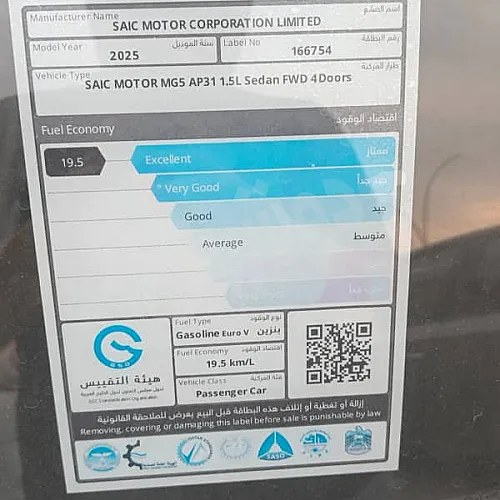 Manufacturer Name اسم الصانع
SAIC MOTOR CORPORATION LIMITED
Model Year 2025 سنة الموديل
Label No 166754 رقم البطاقة
Vehicle Type طراز المركبة
SAIC MOTOR MG5 AP31 1.5L Sedan FWD 4Doors
Fuel Economy اقتصاد الوقود
19.5 Excellent ممتاز
Very Good جيد جداً
Good جيد
Average متوسط
Fuel Type نوع الوقود
Gasoline Euro V بنزين
Fuel Economy اقتصاد الوقود
19.5 km/L
Vehicle Class فئة المركبة
Passenger Car
GSO
هيئة التقييس
إزالة أو تغطية أو إتلاف هذه البطاقة قبل البيع يعرض للملاحقة القانونية
Removing, covering or damaging this label before sale is punishable by law
SASO